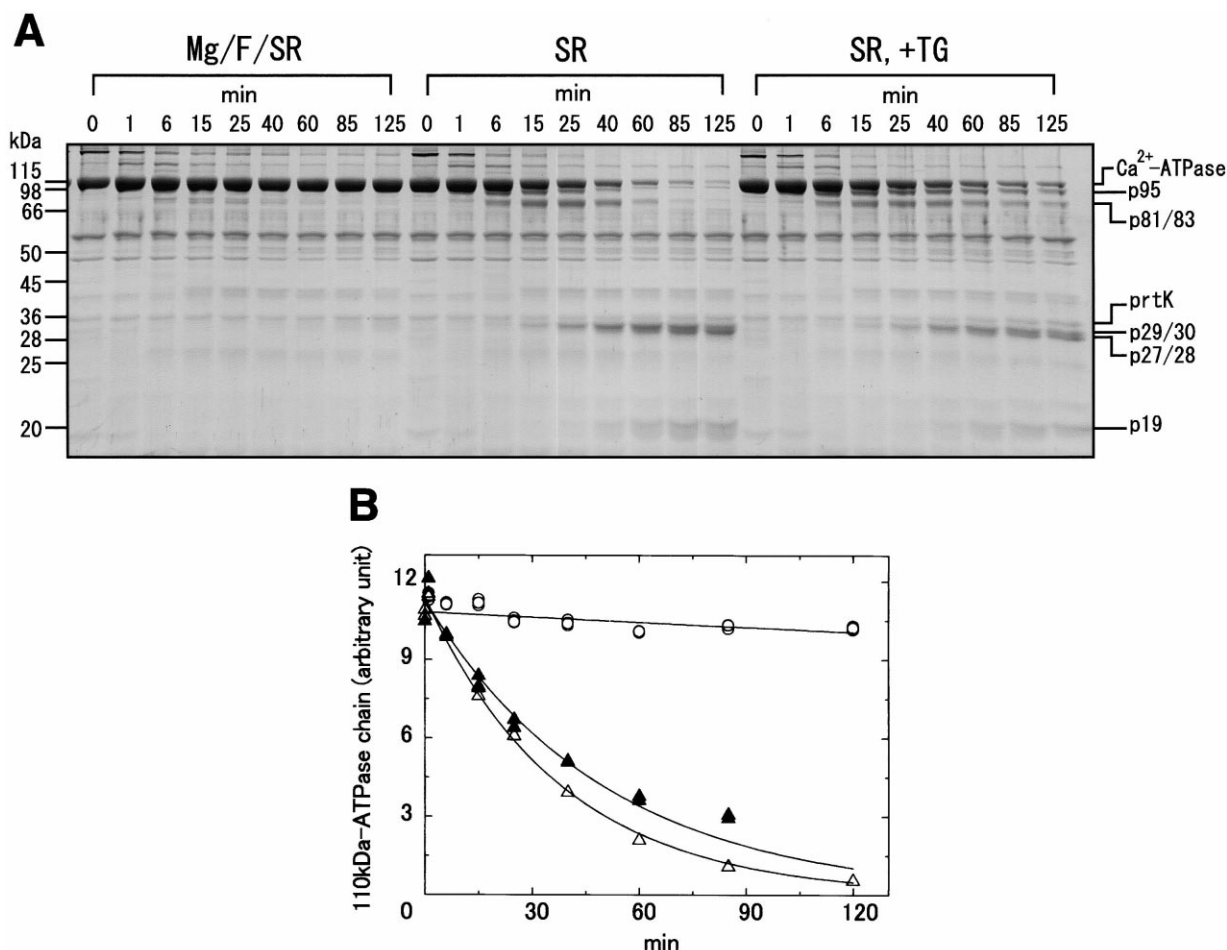 A
Mg/F/SR SR SR, +TG
min min min
0 1 6 15 25 40 60 85 125 0 1 6 15 25 40 60 85 125 0 1 6 15 25 40 60 85 125
kDa
115
98
66
50
45
36
28
25
20
Ca²⁺-ATPase
p95
p81/83
prtK
p29/30
p27/28
p19
B
110kDa-ATPase chain (arbitrary unit)
12
9
6
3
0 30 60 90 120
min